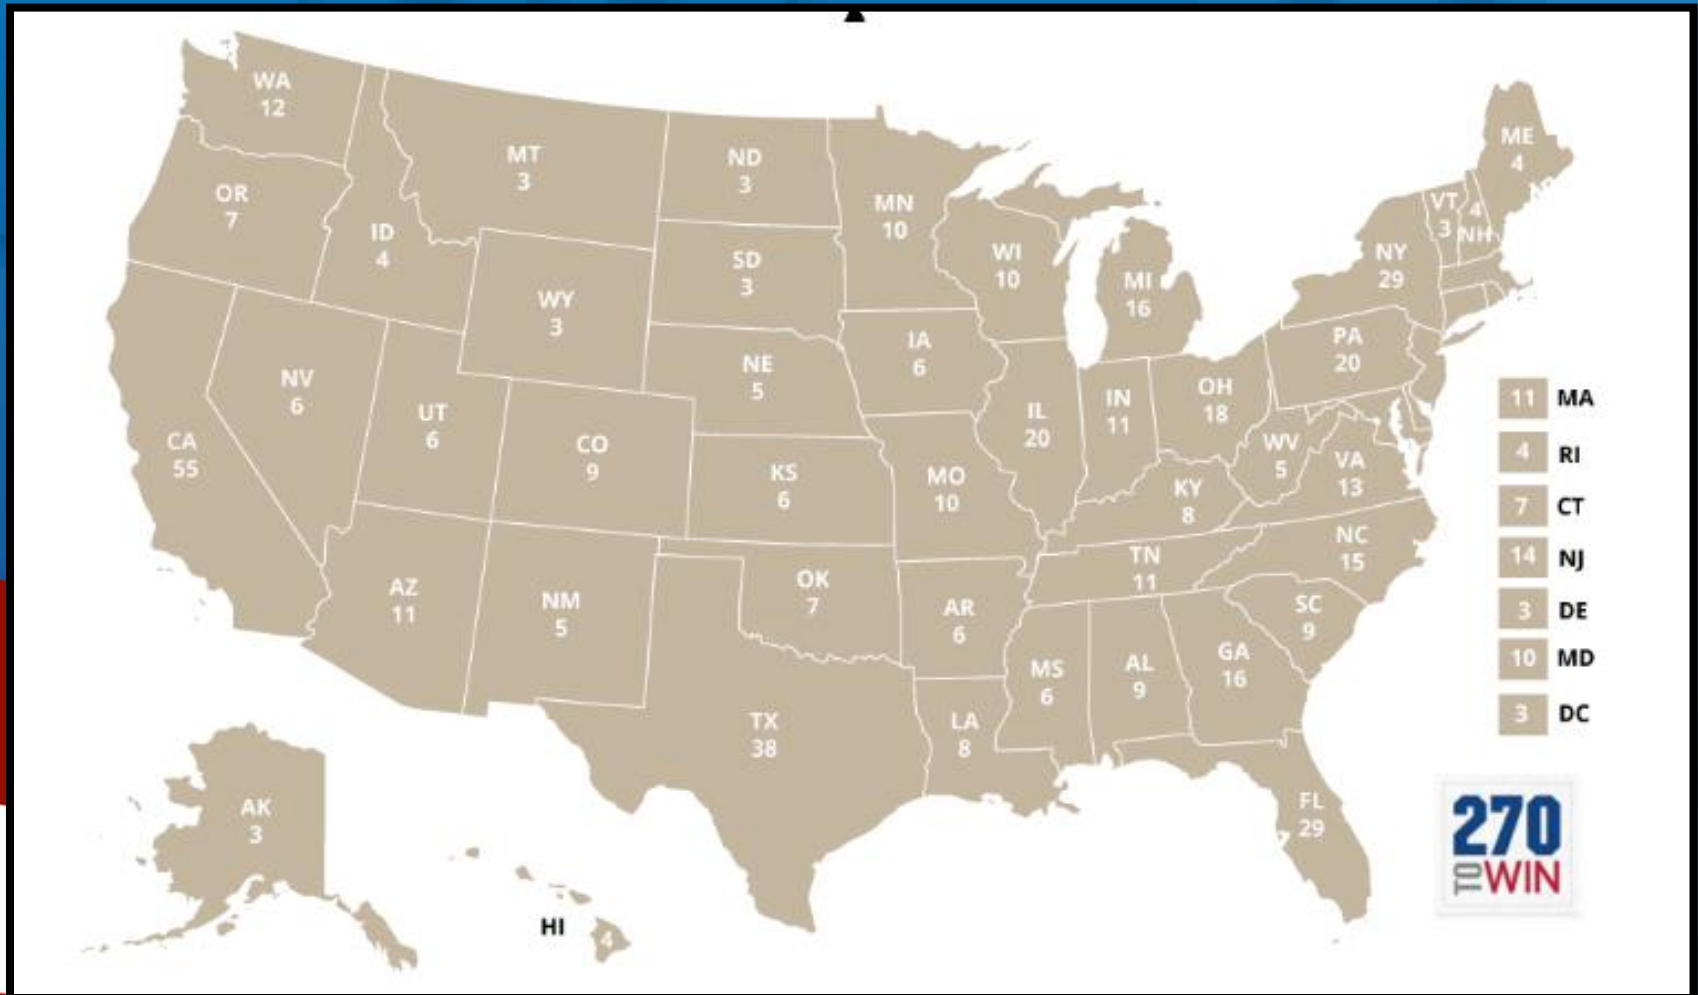 WA
12
MT
3
ND
3
MN
10
OR
7
ID
4
WY
3
SD
3
WI
10
MI
16
ME
4
VT
3
4
NH
NY
29
CA
55
NV
6
UT
6
CO
9
NE
5
KS
6
IA
6
MO
10
IL
20
IN
11
OH
18
PA
20
WV
5
VA
13
KY
8
NC
15
TN
11
SC
9
AZ
11
NM
5
OK
7
AR
6
TX
38
LA
8
MS
6
AL
9
GA
16
FL
29
AK
3
HI
4
11 MA
4 RI
7 CT
14 NJ
3 DE
10 MD
3 DC
270
TO WIN